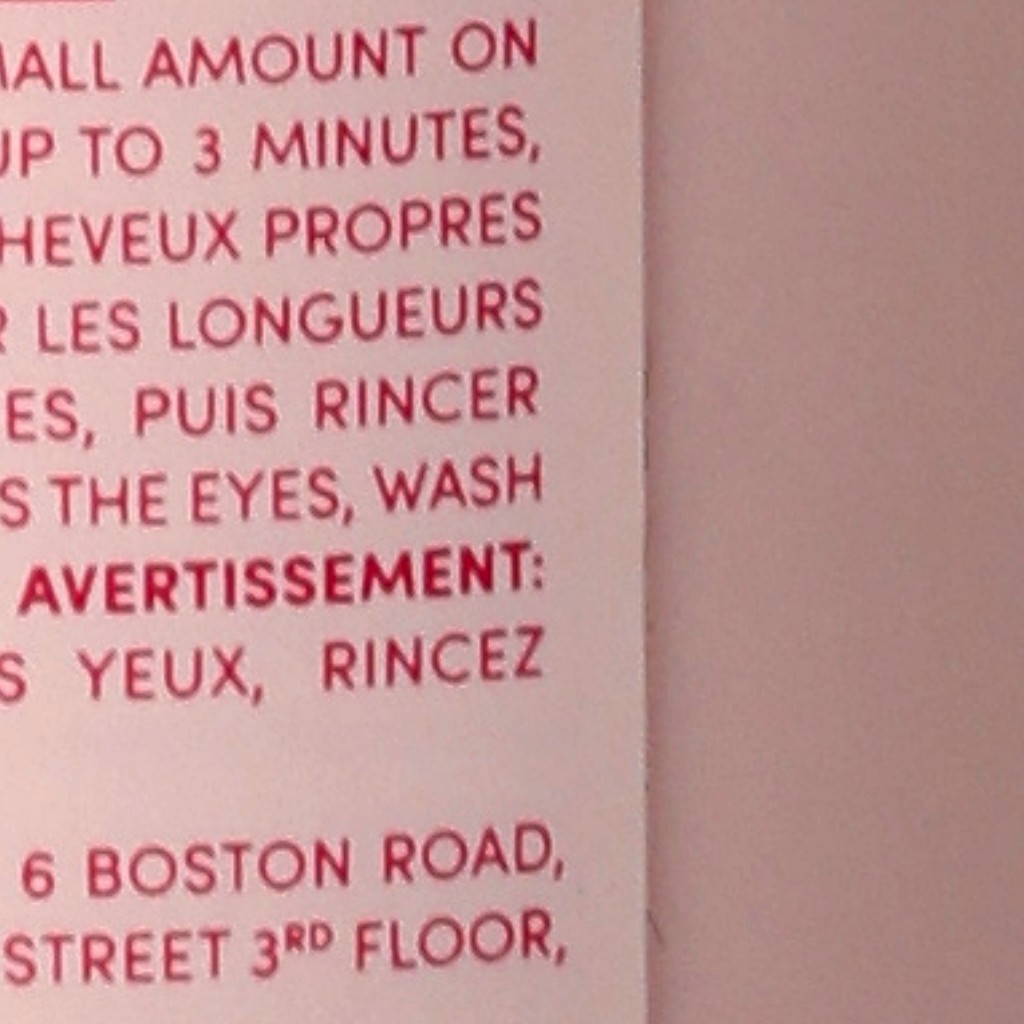 AMOUNT ON
UP TO 3 MINUTES,
HEVEUX PROPRES
LES LONGUEURS
ES, PUIS RINCER
S THE EYES, WASH
AVERTISSEMENT:
S YEUX, RINCEZ
6 BOSTON ROAD,
STREET 3RD FLOOR,